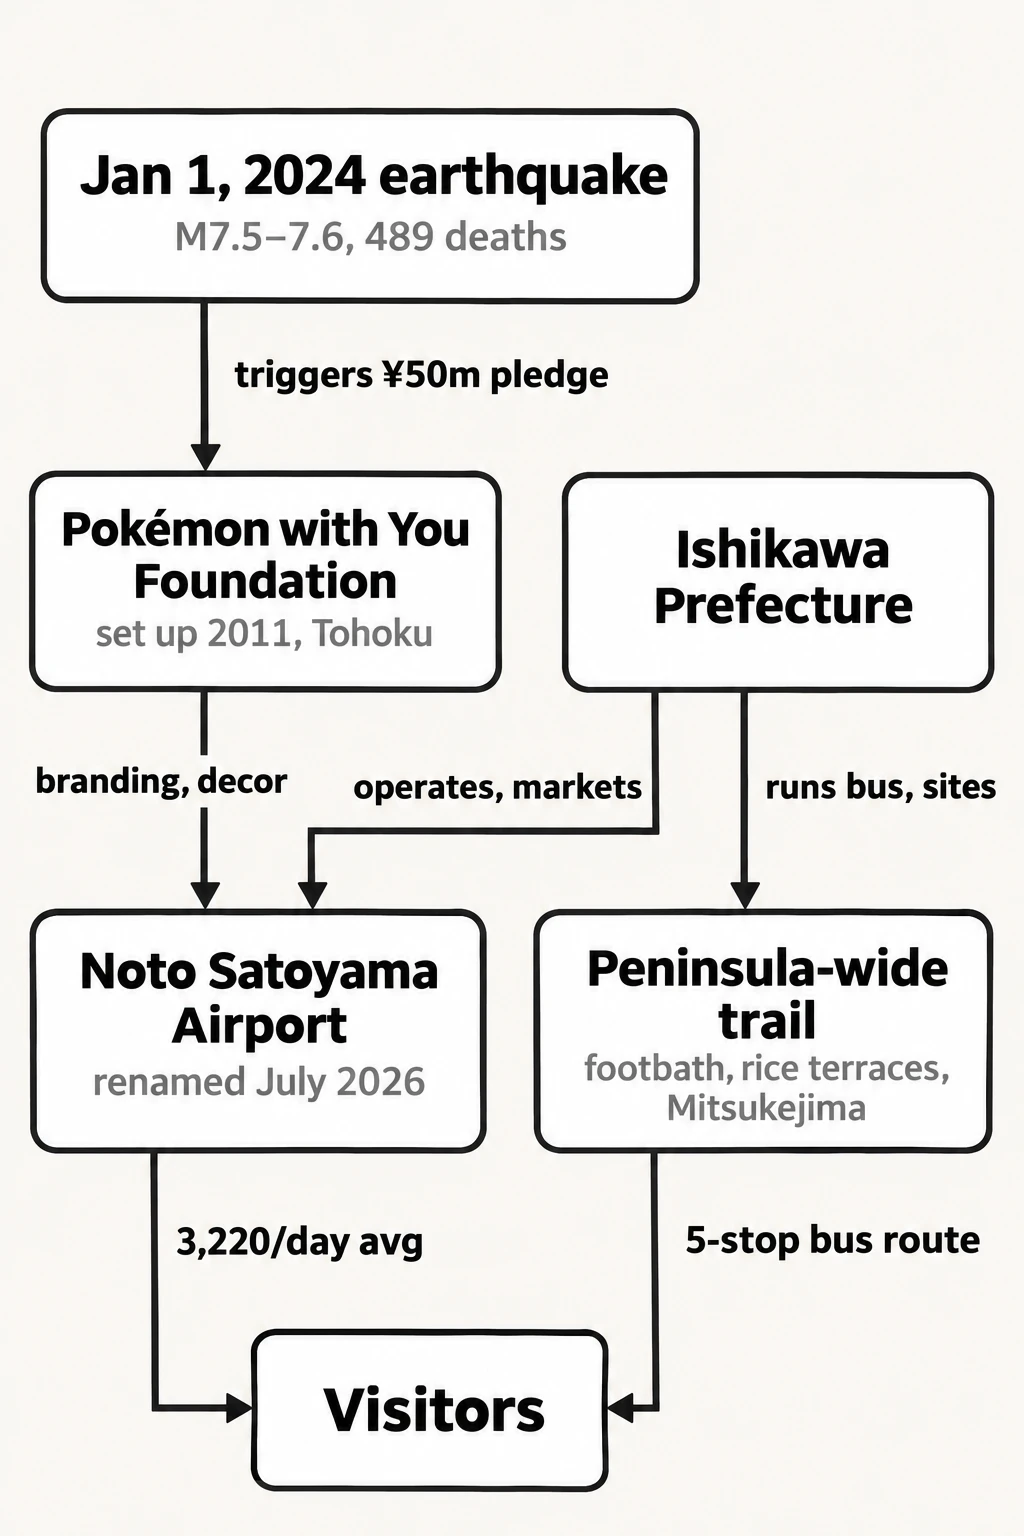 Jan 1, 2024 earthquake
M7.5–7.6, 489 deaths
triggers ¥50m pledge
Pokémon with You
Foundation
set up 2011, Tohoku
Ishikawa
Prefecture
branding, decor
operates, markets
runs bus, sites
Noto Satoyama
Airport
renamed July 2026
Peninsula-wide
trail
footbath, rice terraces,
Mitsukejima
3,220/day avg
5-stop bus route
Visitors